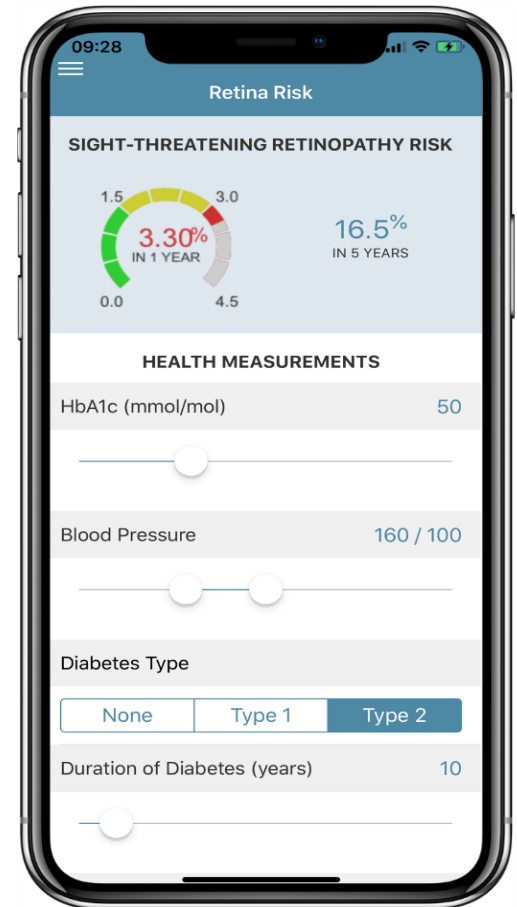 09:28
Retina Risk
SIGHT-THREATENING RETINOPATHY RISK
1.5
3.0
3.30%
IN 1 YEAR
0.0
4.5
16.5%
IN 5 YEARS
HEALTH MEASUREMENTS
HbA1c (mmol/mol) 50
Blood Pressure 160 / 100
Diabetes Type
None Type 1 Type 2
Duration of Diabetes (years) 10